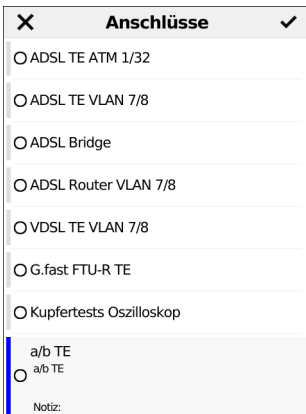 Anschlüsse
ADSL TE ATM 1/32
ADSL TE VLAN 7/8
ADSL Bridge
ADSL Router VLAN 7/8
VDSL TE VLAN 7/8
G.fast FTU-R TE
Kupfertests Oszilloskop
a/b TE
a/b TE
Notiz: